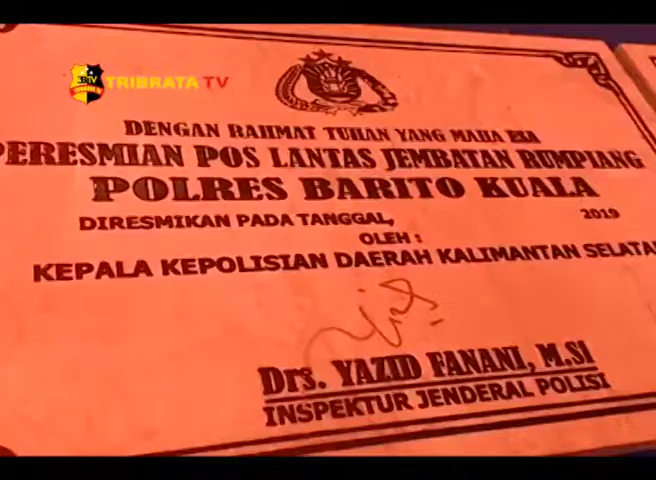 TRIBRATA TV
DENGAN RAHMAT TUHAN YANG MAHA ESA
PERESMIAN POS LANTAS JEMBATAN RUMPIANG
POLRES BARITO KUALA
DIRESMIKAN PADA TANGGAL, 2019
OLEH :
KEPALA KEPOLISIAN DAERAH KALIMANTAN SELATA
Drs. YAZID FANANI, M.SI
INSPEKTUR JENDERAL POLISI